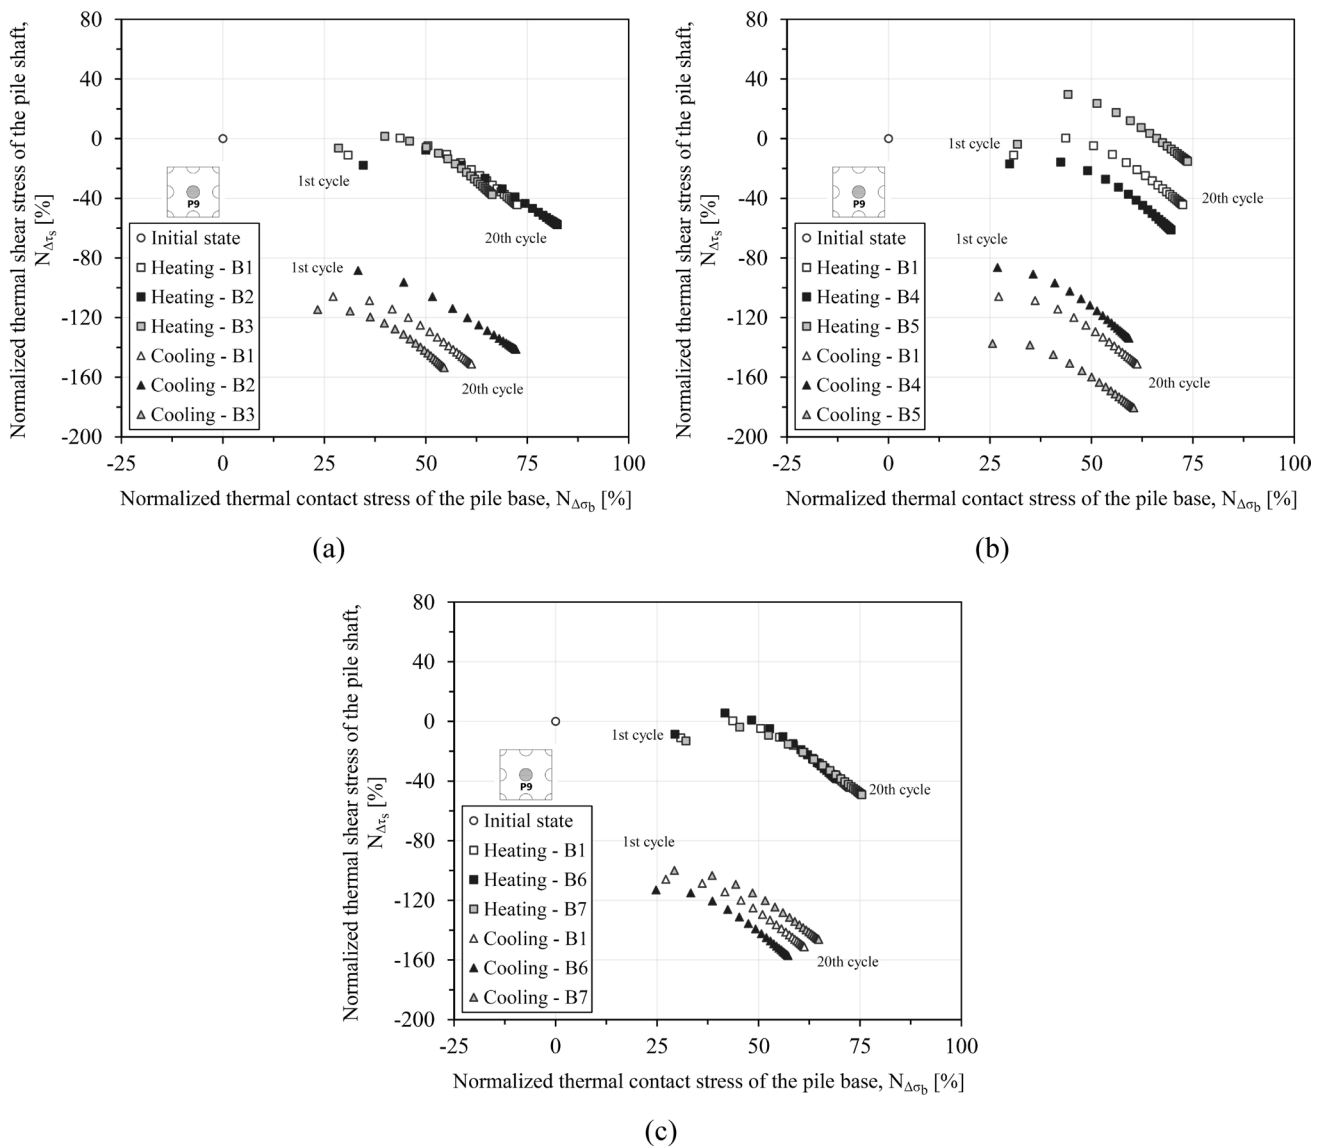 Normalized thermal shear stress of the pile shaft,
N_Δτs [%]
80
40
0
-40
-80
-120
-160
-200
1st cycle
P9
20th cycle
1st cycle
20th cycle
Initial state
Heating - B1
Heating - B2
Heating - B3
Cooling - B1
Cooling - B2
Cooling - B3
-25 0 25 50 75 100
Normalized thermal contact stress of the pile base, N_Δσb [%]
(a)
Normalized thermal shear stress of the pile shaft,
N_Δτs [%]
80
40
0
-40
-80
-120
-160
-200
1st cycle
P9
20th cycle
1st cycle
20th cycle
Initial state
Heating - B1
Heating - B4
Heating - B5
Cooling - B1
Cooling - B4
Cooling - B5
-25 0 25 50 75 100
Normalized thermal contact stress of the pile base, N_Δσb [%]
(b)
Normalized thermal shear stress of the pile shaft,
N_Δτs [%]
80
40
0
-40
-80
-120
-160
-200
1st cycle
P9
20th cycle
1st cycle
20th cycle
Initial state
Heating - B1
Heating - B6
Heating - B7
Cooling - B1
Cooling - B6
Cooling - B7
-25 0 25 50 75 100
Normalized thermal contact stress of the pile base, N_Δσb [%]
(c)